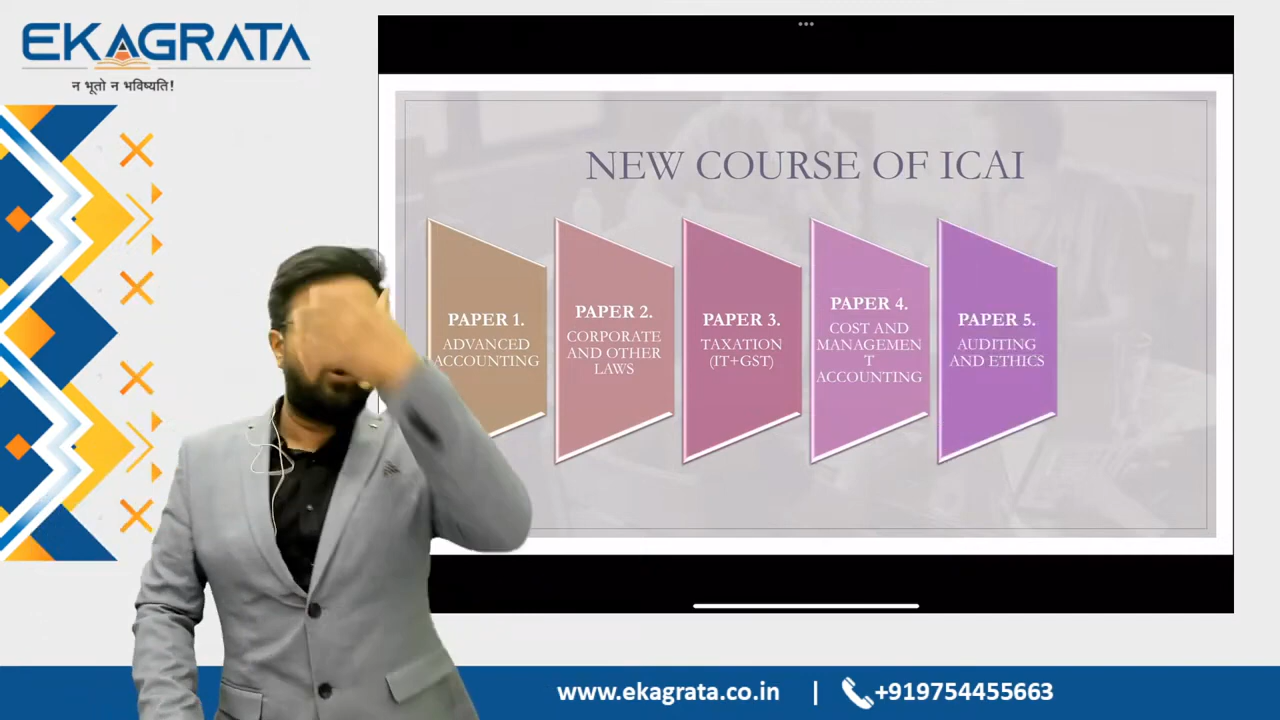 EKAGRATA
न भूतो न भविष्यति!
NEW COURSE OF ICAI
PAPER 1.
ADVANCED
ACCOUNTING
PAPER 2.
CORPORATE
AND OTHER
LAWS
PAPER 3.
TAXATION
(IT+GST)
PAPER 4.
COST AND
MANAGEMEN
T
ACCOUNTING
PAPER 5.
AUDITING
AND ETHICS
www.ekagrata.co.in | +919754455663